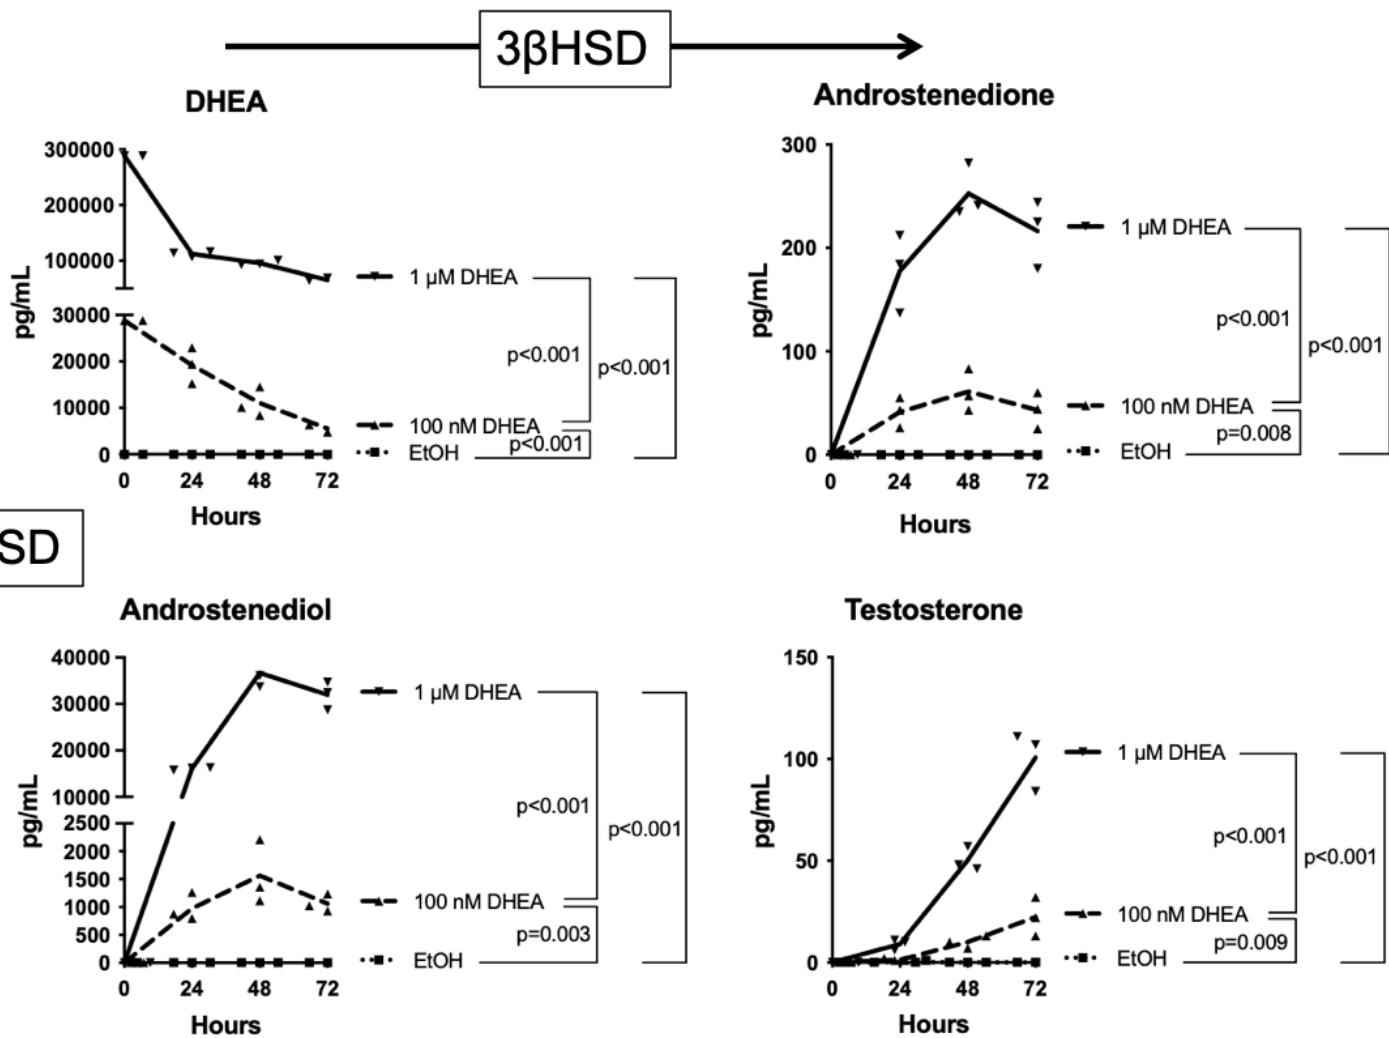 3βHSD
DHEA
pg/mL
300000
200000
100000
30000
20000
10000
0
0 24 48 72
Hours
1 µM DHEA
100 nM DHEA
EtOH
p<0.001
p<0.001
p<0.001
Androstenedione
pg/mL
300
200
100
0
0 24 48 72
Hours
1 µM DHEA
100 nM DHEA
EtOH
p<0.001
p=0.008
p<0.001
SD
Androstenediol
pg/mL
40000
30000
20000
10000
2500
2000
1500
1000
500
0
0 24 48 72
Hours
1 µM DHEA
100 nM DHEA
EtOH
p<0.001
p=0.003
p<0.001
Testosterone
pg/mL
150
100
50
0
0 24 48 72
Hours
1 µM DHEA
100 nM DHEA
EtOH
p<0.001
p=0.009
p<0.001